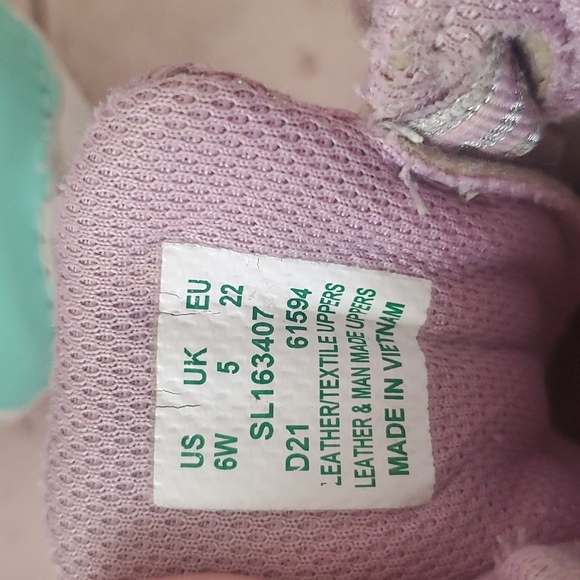 US UK EU
6W 5 22
SL163407
D21 61594
LEATHER/TEXTILE UPPERS
LEATHER & MAN MADE UPPERS
MADE IN VIETNAM